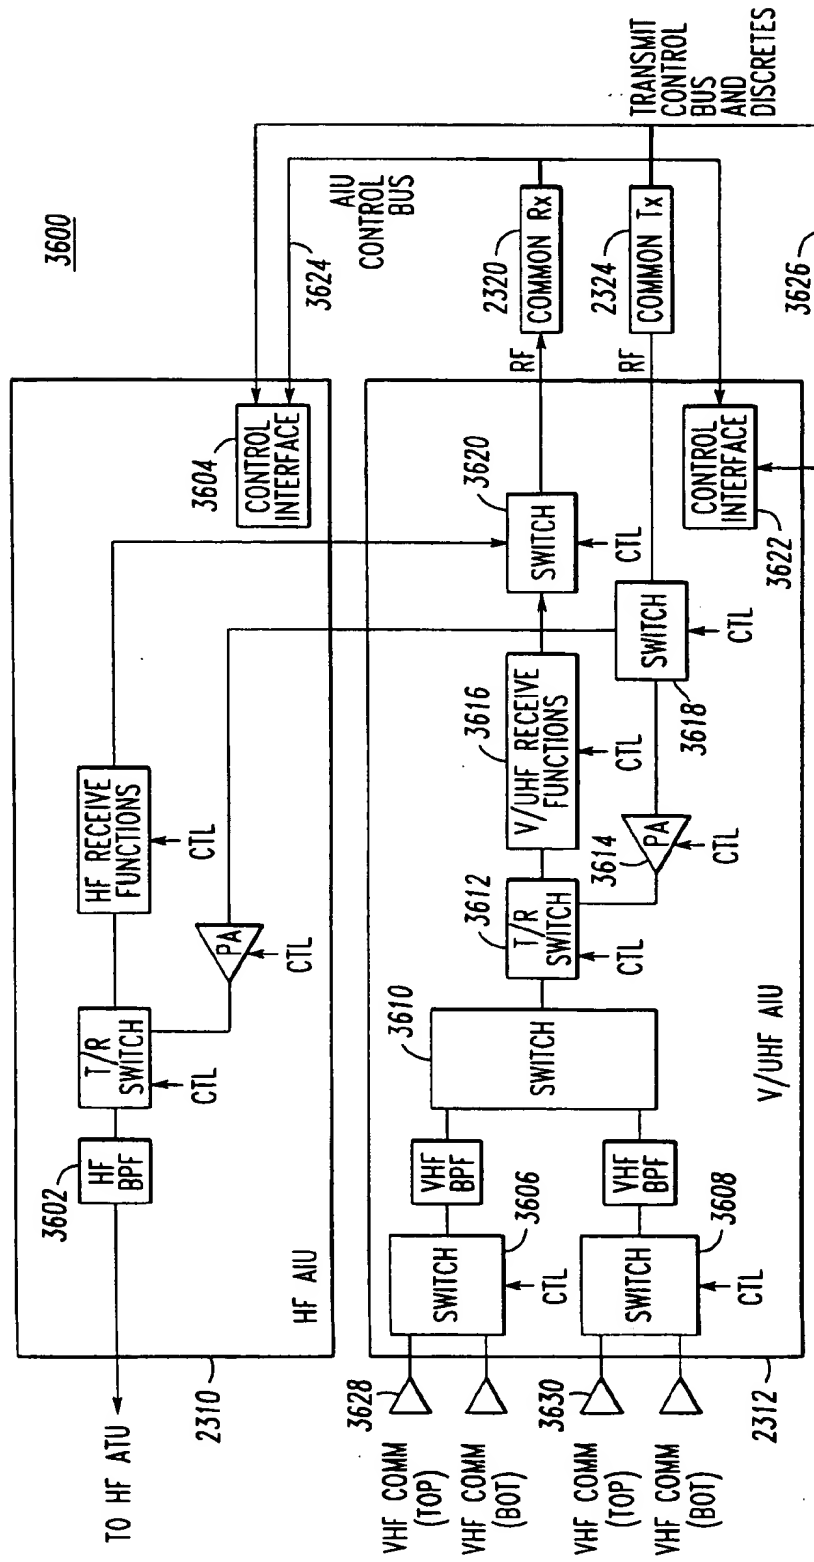 3600
TO HF ATU
2310
HF AIU
3602
HF
BPF
T/R
SWITCH
CTL
PA
CTL
HF RECEIVE
FUNCTIONS
CTL
3604
CONTROL
INTERFACE
3624
AIU
CONTROL
BUS
VHF COMM
(TOP)
3628
VHF COMM
(BOT)
VHF COMM
(TOP)
3630
VHF COMM
(BOT)
2312
V/UHF AIU
SWITCH
3606
CTL
SWITCH
3608
CTL
VHF
BPF
VHF
BPF
SWITCH
3610
T/R
SWITCH
3612
CTL
PA
3614
CTL
V/UHF RECEIVE
FUNCTIONS
3616
CTL
SWITCH
3618
CTL
SWITCH
3620
CTL
CONTROL
INTERFACE
3622
RF
COMMON Rx
2320
RF
COMMON Tx
2324
TRANSMIT
CONTROL
BUS
AND
DISCRETES
3626